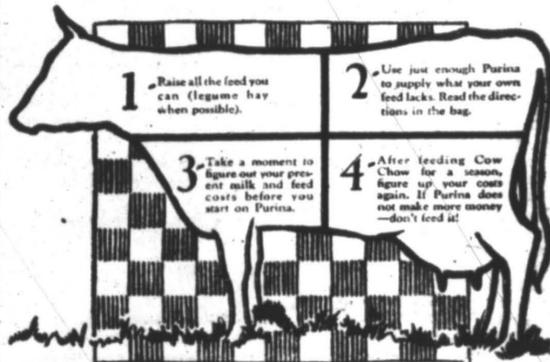 1-Raise all the feed you
can (legume hay
when possible).
2-Use just enough Purina
to supply what your own
feed lacks. Read the direc-
tions in the bag.
3-Take a moment to
figure out your pres-
ent milk and feed
costs before you
start on Purina.
4-After feeding Cow
Chow for a season,
figure up your costs
again. If Purina does
not make more money
—don't feed it!